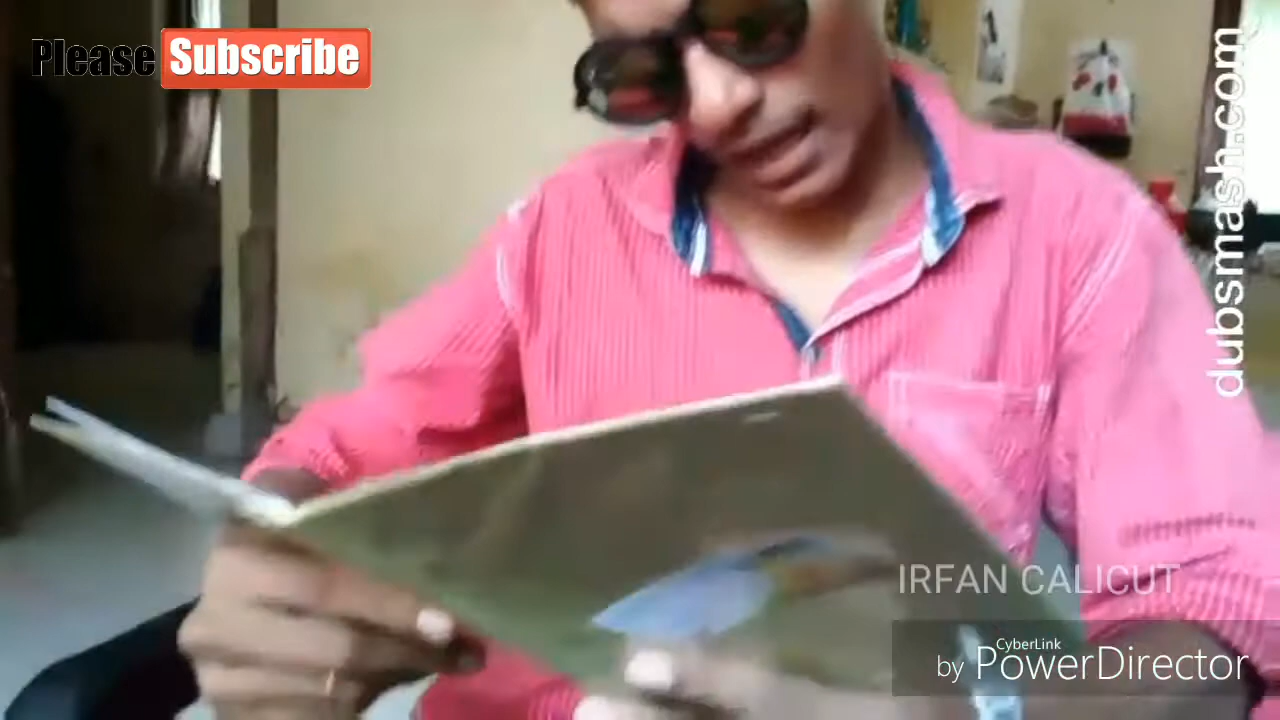 Please Subscribe
dubsmash.com
IRFAN CALICUT
CyberLink
by PowerDirector